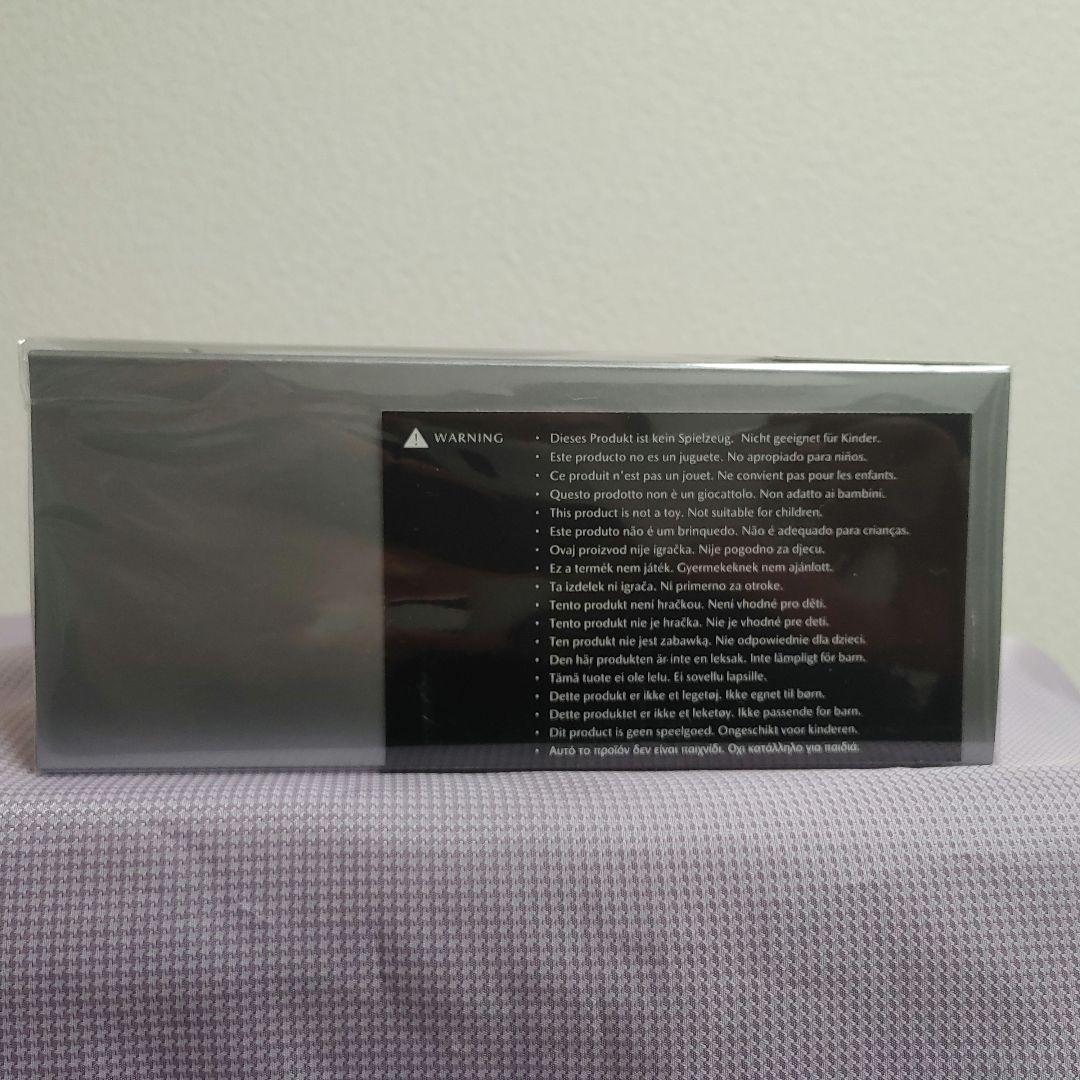 ⚠ WARNING
• Dieses Produkt ist kein Spielzeug. Nicht geeignet für Kinder.
• Este producto no es un juguete. No apropiado para niños.
• Ce produit n'est pas un jouet. Ne convient pas pour les enfants.
• Questo prodotto non è un giocattolo. Non adatto ai bambini.
• This product is not a toy. Not suitable for children.
• Este produto não é um brinquedo. Não é adequado para crianças.
• Ovaj proizvod nije igračka. Nije pogodno za djecu.
• Ez a termék nem játék. Gyermekeknek nem ajánlott.
• Ta izdelek ni igrača. Ni primerno za otroke.
• Tento produkt není hračkou. Není vhodné pro děti.
• Tento produkt nie je hračka. Nie je vhodné pre deti.
• Ten produkt nie jest zabawką. Nie odpowiednie dla dzieci.
• Den här produkten är inte en leksak. Inte lämpligt för barn.
• Tämä tuote ei ole lelu. Ei sovellu lapsille.
• Dette produkt er ikke et legetøj. Ikke egnet til børn.
• Dette produktet er ikke et leketøy. Ikke passende for barn.
• Dit product is geen speelgoed. Ongeschikt voor kinderen.
• Αυτό το προϊόν δεν είναι παιχνίδι. Οχι κατάλληλο για παιδιά.